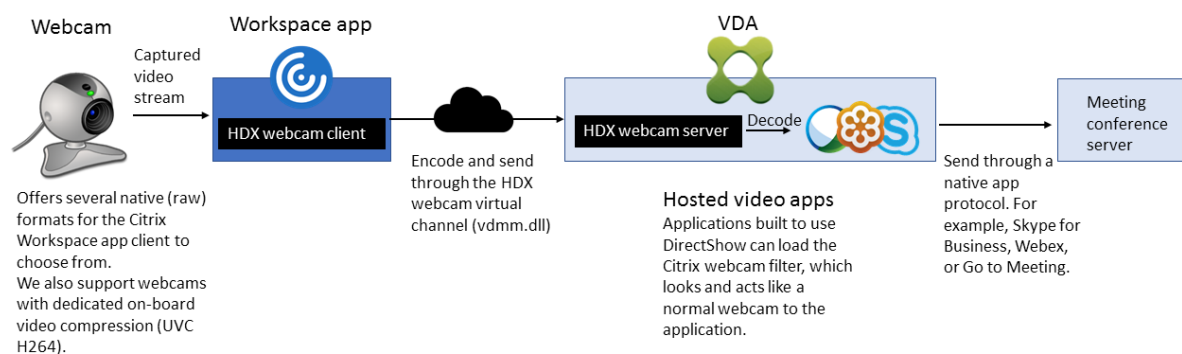 Webcam
Captured
video
stream
Offers several native (raw)
formats for the Citrix
Workspace app client to
choose from.
We also support webcams
with dedicated on-board
video compression (UVC
H264).
Workspace app
HDX webcam client
Encode and send
through the HDX
webcam virtual
channel (vdmm.dll)
VDA
HDX webcam server
Decode
S
Hosted video apps
Applications built to use
DirectShow can load the
Citrix webcam filter, which
looks and acts like a
normal webcam to the
application.
Send through a
native app
protocol. For
example, Skype for
Business, Webex,
or Go to Meeting.
Meeting
conference
server